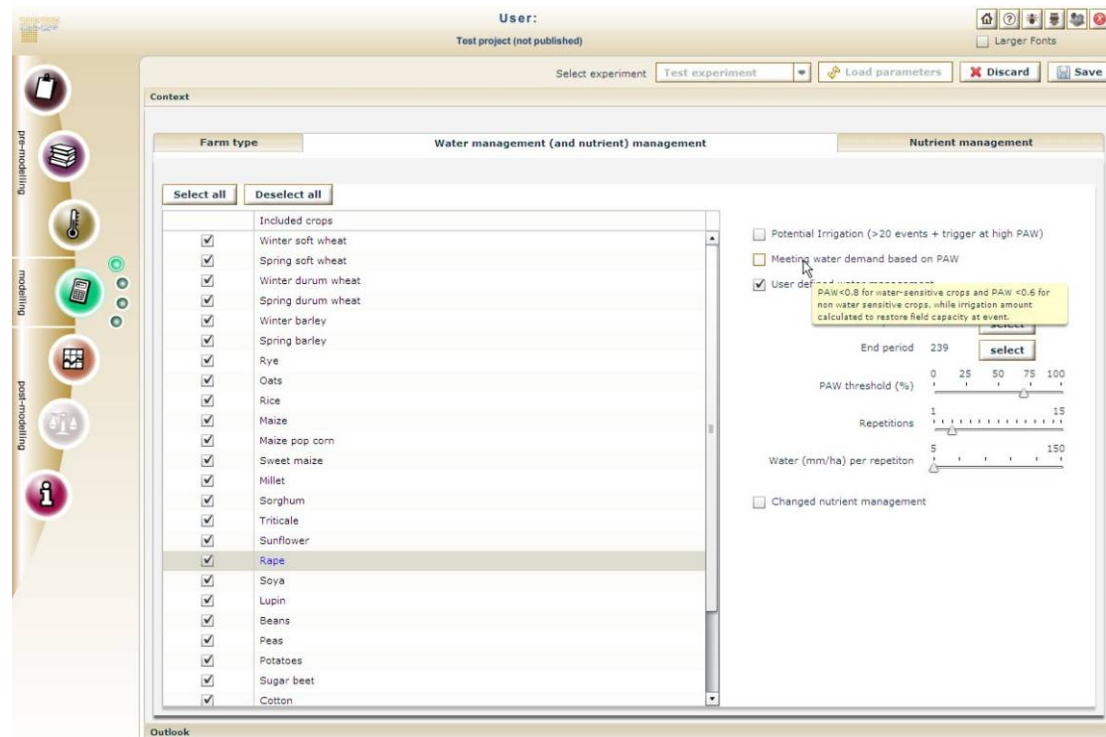 User:
Test project (not published)
Larger Fonts
Select experiment
Test experiment
Load parameters
Discard
Save
Context
pre-modelling
modelling
post-modelling
Farm type
Water management (and nutrient) management
Nutrient management
Select all
Deselect all
Included crops
Winter soft wheat
Spring soft wheat
Winter durum wheat
Spring durum wheat
Winter barley
Spring barley
Rye
Oats
Rice
Maize
Maize pop corn
Sweet maize
Millet
Sorghum
Triticale
Sunflower
Rape
Soya
Lupin
Beans
Peas
Potatoes
Sugar beet
Cotton
Potential Irrigation (>20 events + trigger at high PAW)
Meeting water demand based on PAW
User defined water management
PAW<0.8 for water-sensitive crops and PAW <0.6 for
non water sensitive crops, while irrigation amount
calculated to restore field capacity at event.
select
End period 239 select
0 25 50 75 100
PAW threshold (%)
1 15
Repetitions
5 150
Water (mm/ha) per repetiton
Changed nutrient management
Outlook